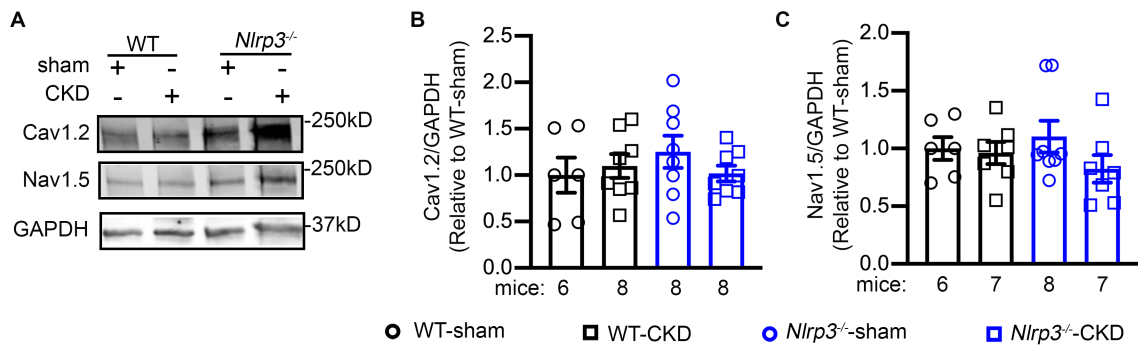 A
WT
Nlrp3-/-
sham + - + -
CKD - + - +
Cav1.2
-250kD
Nav1.5
-250kD
GAPDH
-37kD
B
Cav1.2/GAPDH
(Relative to WT-sham)
2.5
2.0
1.5
1.0
0.5
0.0
mice: 6 8 8 8
C
Nav1.5/GAPDH
(Relative to WT-sham)
2.0
1.5
1.0
0.5
0.0
mice: 6 7 8 7
WT-sham
WT-CKD
Nlrp3-/--sham
Nlrp3-/--CKD